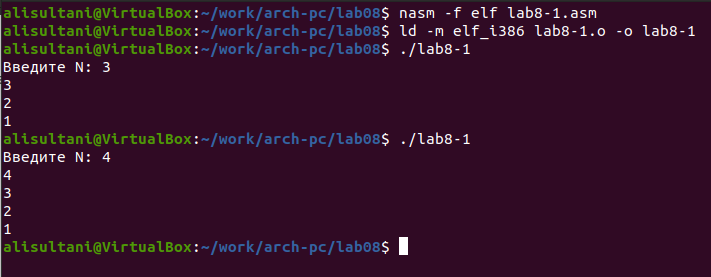 alisultani@VirtualBox:~/work/arch-pc/lab08$ nasm -f elf lab8-1.asm
alisultani@VirtualBox:~/work/arch-pc/lab08$ ld -m elf_i386 lab8-1.o -o lab8-1
alisultani@VirtualBox:~/work/arch-pc/lab08$ ./lab8-1
Введите N: 3
3
2
1
alisultani@VirtualBox:~/work/arch-pc/lab08$ ./lab8-1
Введите N: 4
4
3
2
1
alisultani@VirtualBox:~/work/arch-pc/lab08$